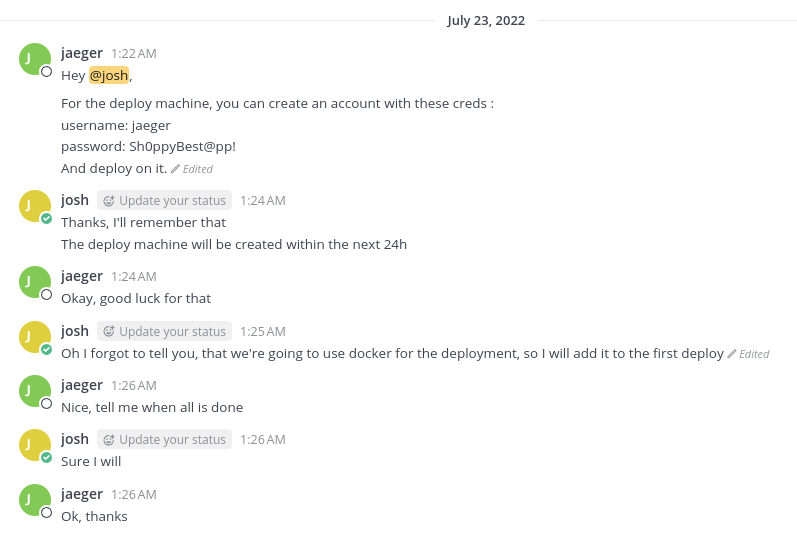 July 23, 2022
J
jaeger 1:22 AM
Hey @josh,
For the deploy machine, you can create an account with these creds :
username: jaeger
password: Sh0ppyBest@pp!
And deploy on it. Edited
J
josh Update your status 1:24 AM
Thanks, I'll remember that
The deploy machine will be created within the next 24h
J
jaeger 1:24 AM
Okay, good luck for that
J
josh Update your status 1:25 AM
Oh I forgot to tell you, that we're going to use docker for the deployment, so I will add it to the first deploy Edited
J
jaeger 1:26 AM
Nice, tell me when all is done
J
josh Update your status 1:26 AM
Sure I will
J
jaeger 1:26 AM
Ok, thanks